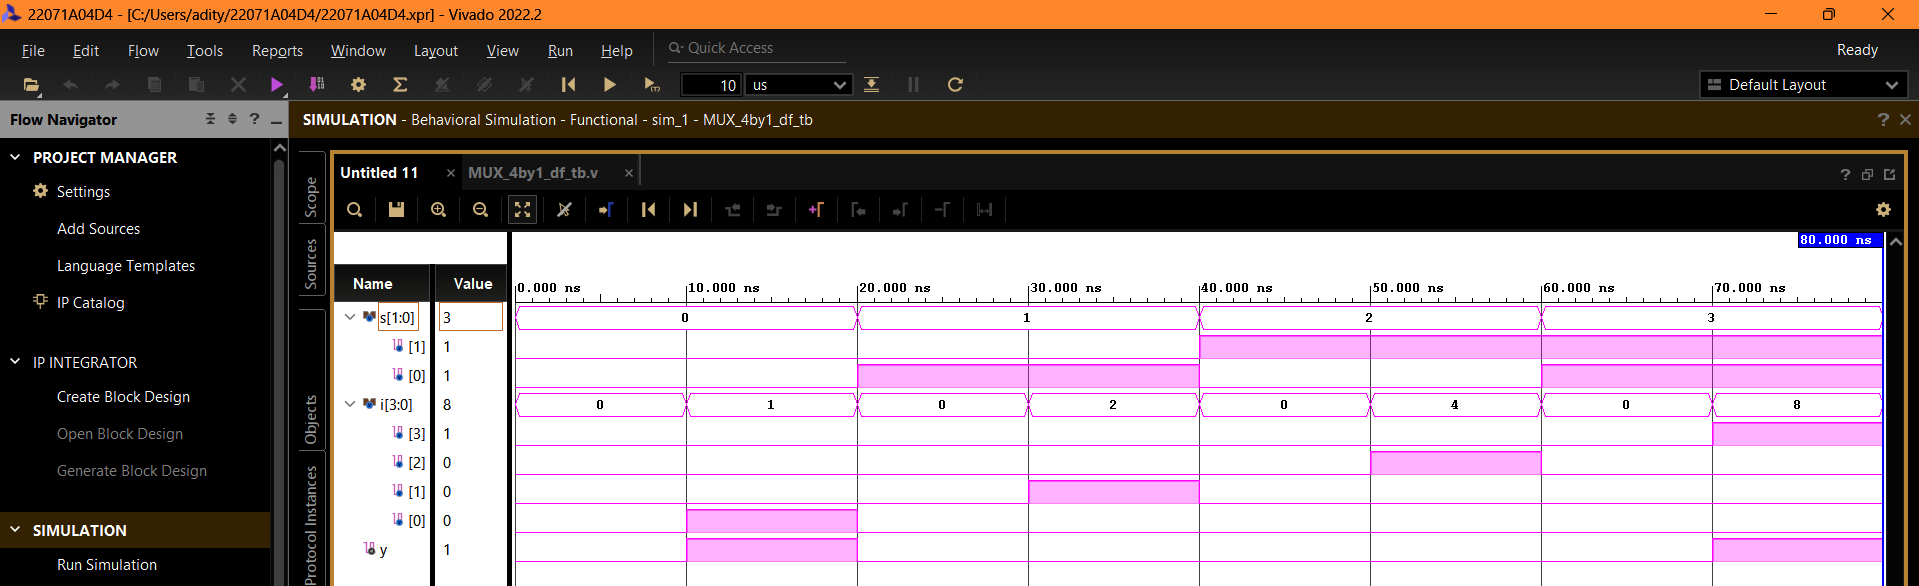 22071A04D4 - [C:/Users/adity/22071A04D4/22071A04D4.xpr] - Vivado 2022.2
File Edit Flow Tools Reports Window Layout View Run Help Quick Access Ready
10 us Default Layout
Flow Navigator
SIMULATION - Behavioral Simulation - Functional - sim_1 - MUX_4by1_df_tb
PROJECT MANAGER
Settings
Add Sources
Language Templates
IP Catalog
IP INTEGRATOR
Create Block Design
Open Block Design
Generate Block Design
SIMULATION
Run Simulation
Scope
Sources
Objects
Protocol Instances
Untitled 11 MUX_4by1_df_tb.v
80.000 ns
Name Value
0.000 ns 10.000 ns 20.000 ns 30.000 ns 40.000 ns 50.000 ns 60.000 ns 70.000 ns
s[1:0] 3 0 1 2 3
[1] 1
[0] 1
i[3:0] 8 0 1 0 2 0 4 0 8
[3] 1
[2] 0
[1] 0
[0] 0
y 1